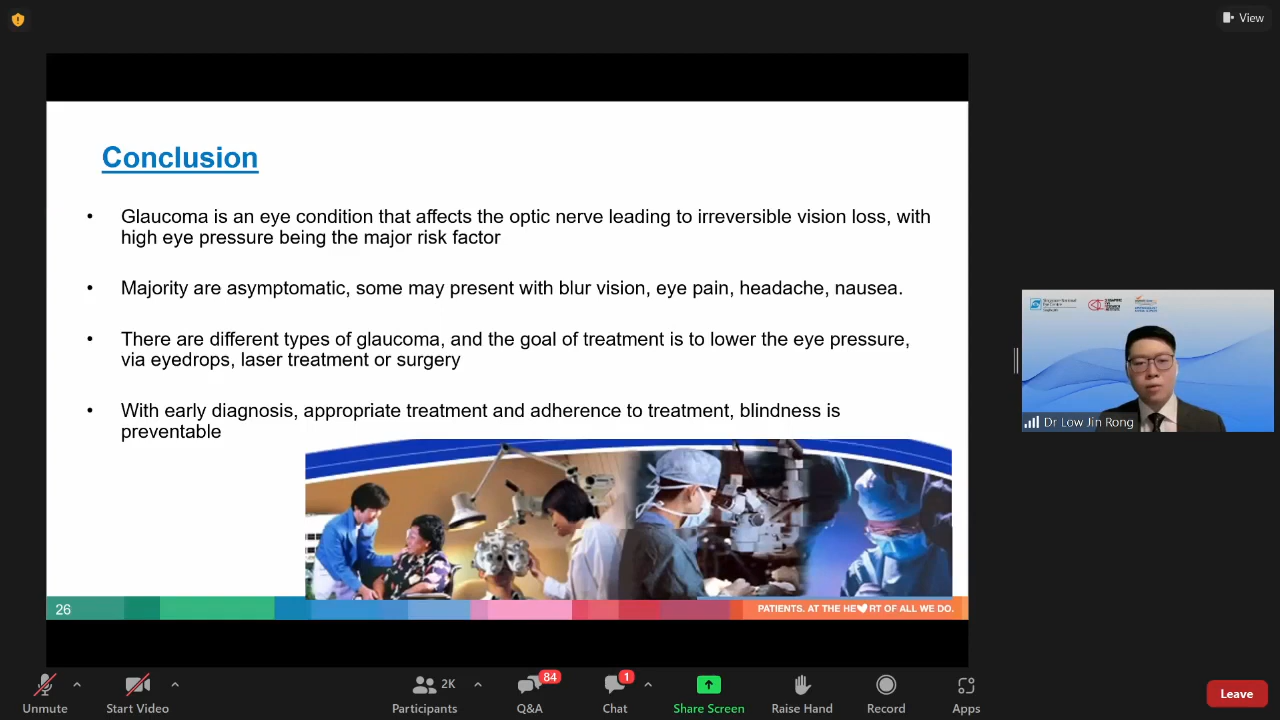 View
Conclusion
• Glaucoma is an eye condition that affects the optic nerve leading to irreversible vision loss, with
high eye pressure being the major risk factor
• Majority are asymptomatic, some may present with blur vision, eye pain, headache, nausea.
• There are different types of glaucoma, and the goal of treatment is to lower the eye pressure,
via eyedrops, laser treatment or surgery
• With early diagnosis, appropriate treatment and adherence to treatment, blindness is
preventable
26
PATIENTS. AT THE HE RT OF ALL WE DO.
Dr Low Jin Rong
2K
84
1
Unmute
Start Video
Participants
Q&A
Chat
Share Screen
Raise Hand
Record
Apps
Leave